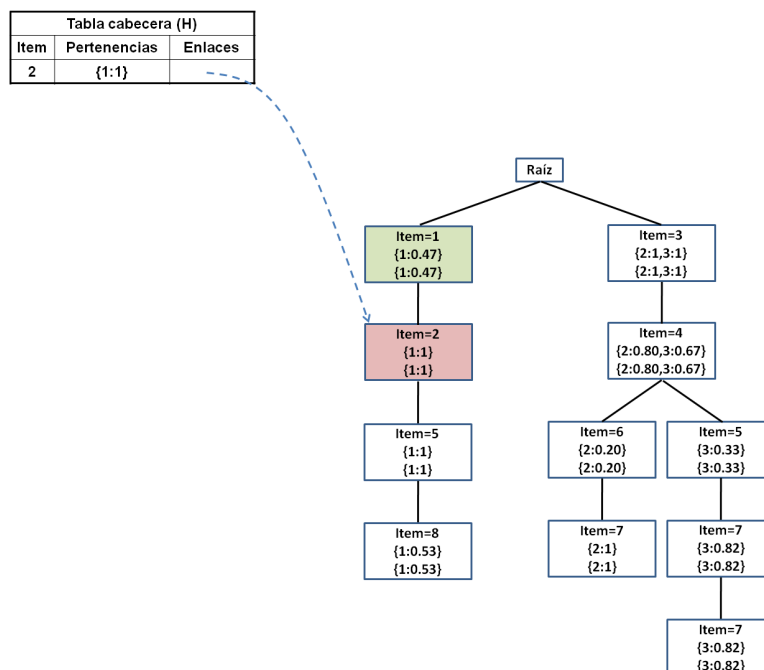 Tabla cabecera (H)
Item Pertenencias Enlaces
2 {1:1}
Raíz
Item=1
{1:0.47}
{1:0.47}
Item=3
{2:1,3:1}
{2:1,3:1}
Item=2
{1:1}
{1:1}
Item=4
{2:0.80,3:0.67}
{2:0.80,3:0.67}
Item=5
{1:1}
{1:1}
Item=6
{2:0.20}
{2:0.20}
Item=5
{3:0.33}
{3:0.33}
Item=8
{1:0.53}
{1:0.53}
Item=7
{2:1}
{2:1}
Item=7
{3:0.82}
{3:0.82}
Item=7
{3:0.82}
{3:0.82}